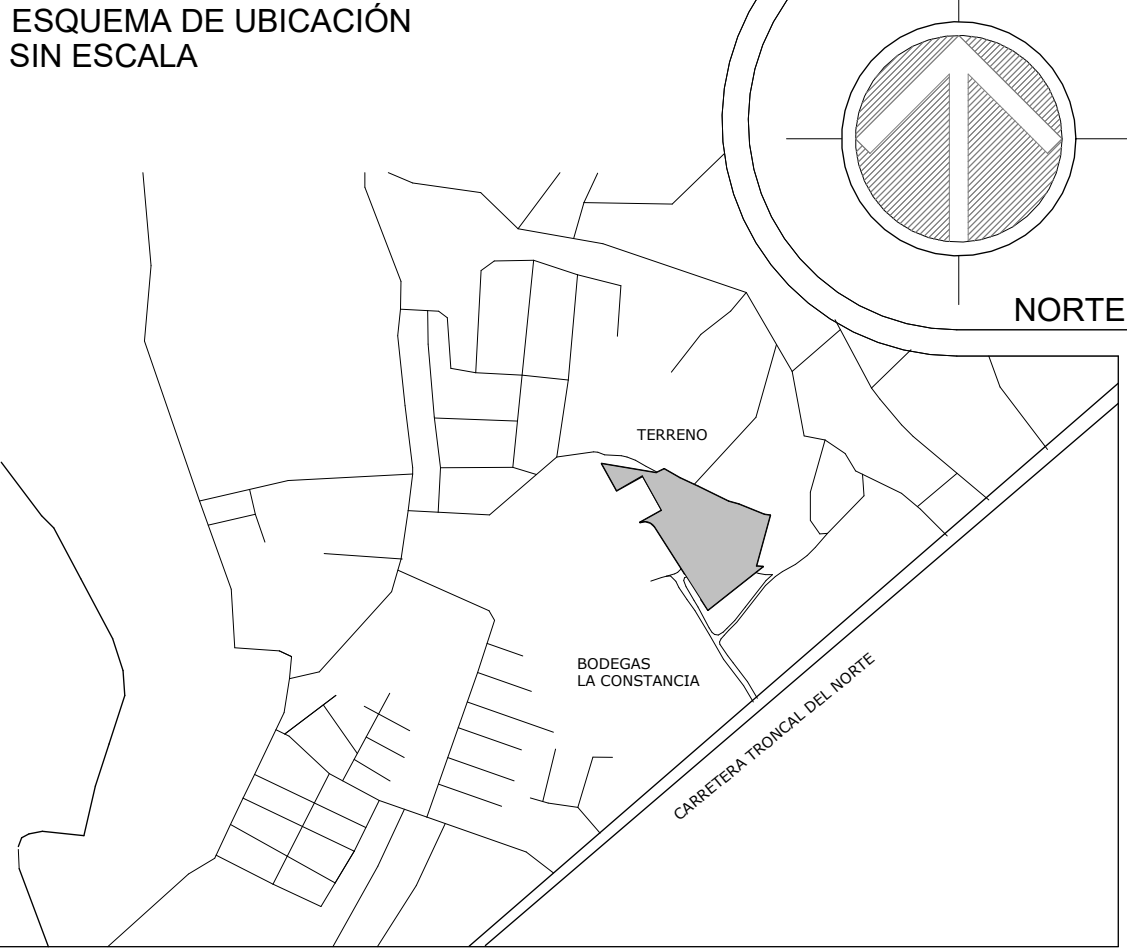 ESQUEMA DE UBICACIÓN
SIN ESCALA
NORTE
TERRENO
BODEGAS
LA CONSTANCIA
CARRETERA TRONCAL DEL NORTE